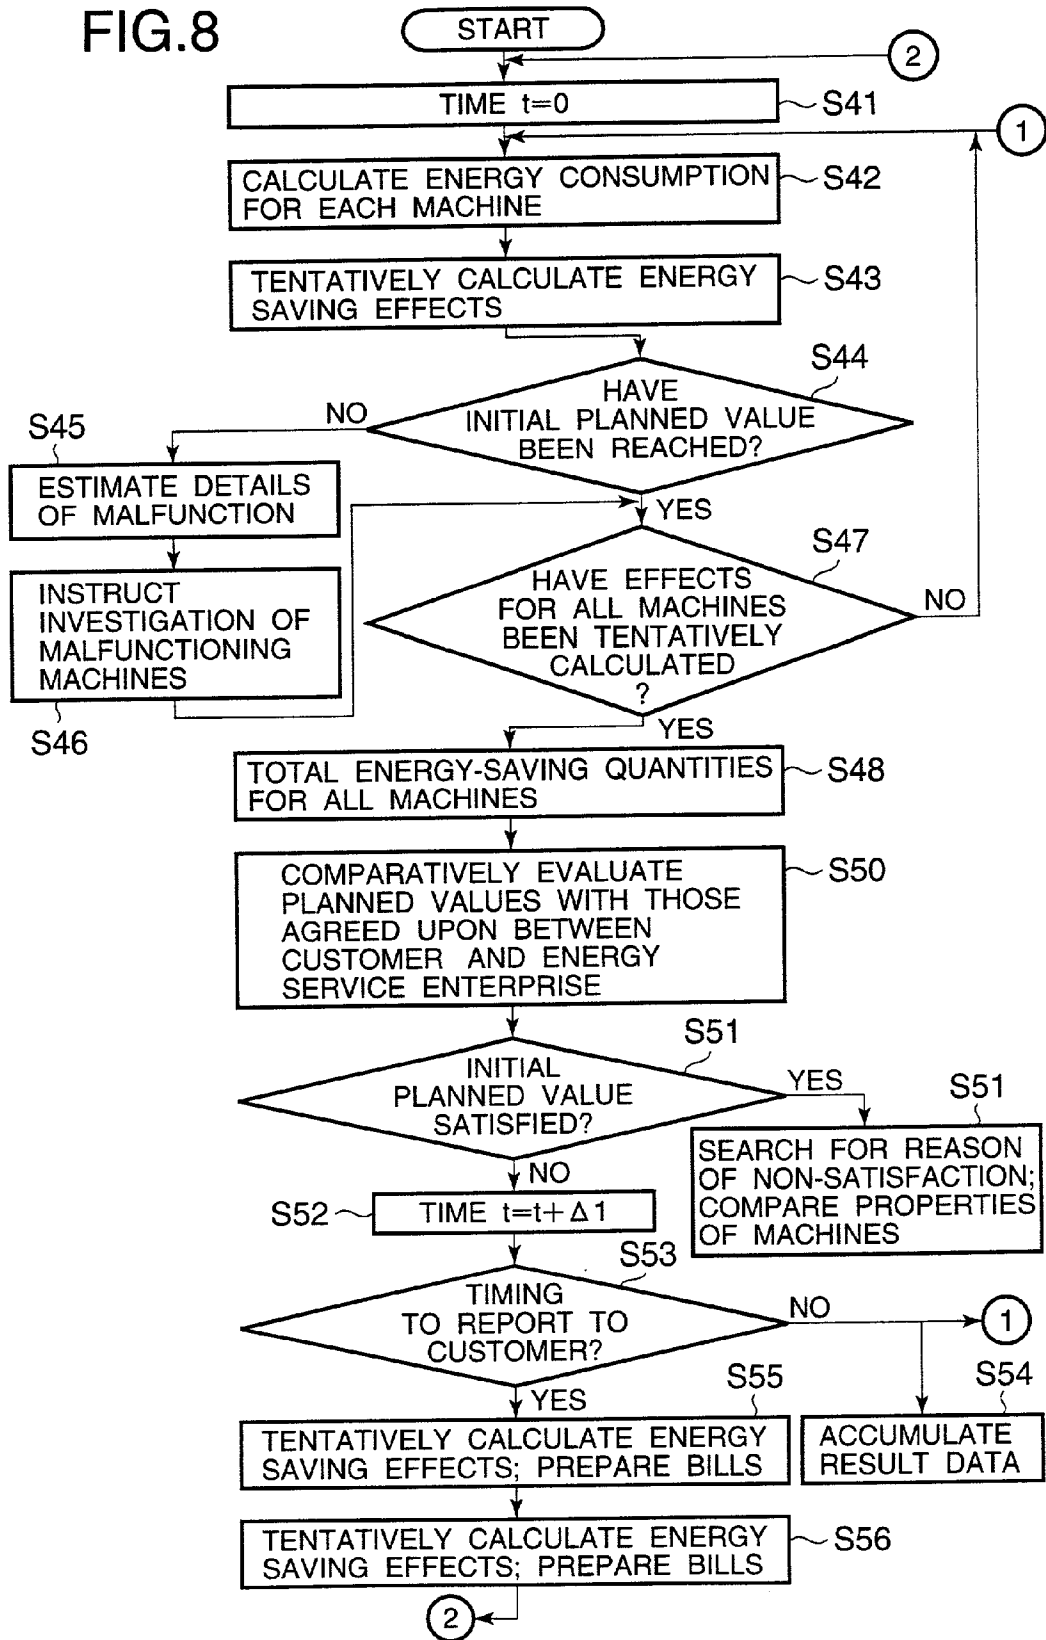 FIG.8
START
2
TIME t=0
S41
1
CALCULATE ENERGY CONSUMPTION
FOR EACH MACHINE
S42
TENTATIVELY CALCULATE ENERGY
SAVING EFFECTS
S43
S44
HAVE
INITIAL PLANNED VALUE
BEEN REACHED?
NO
S45
ESTIMATE DETAILS
OF MALFUNCTION
YES
S47
INSTRUCT
INVESTIGATION OF
MALFUNCTIONING
MACHINES
S46
HAVE EFFECTS
FOR ALL MACHINES
BEEN TENTATIVELY
CALCULATED
?
NO
YES
TOTAL ENERGY-SAVING QUANTITIES
FOR ALL MACHINES
S48
COMPARATIVELY EVALUATE
PLANNED VALUES WITH THOSE
AGREED UPON BETWEEN
CUSTOMER AND ENERGY
SERVICE ENTERPRISE
S50
S51
INITIAL
PLANNED VALUE
SATISFIED?
YES
S51
SEARCH FOR REASON
OF NON-SATISFACTION;
COMPARE PROPERTIES
OF MACHINES
NO
S52
TIME t=t+Δ1
S53
TIMING
TO REPORT TO
CUSTOMER?
NO
1
S54
ACCUMULATE
RESULT DATA
YES
S55
TENTATIVELY CALCULATE ENERGY
SAVING EFFECTS; PREPARE BILLS
TENTATIVELY CALCULATE ENERGY
SAVING EFFECTS; PREPARE BILLS
S56
2